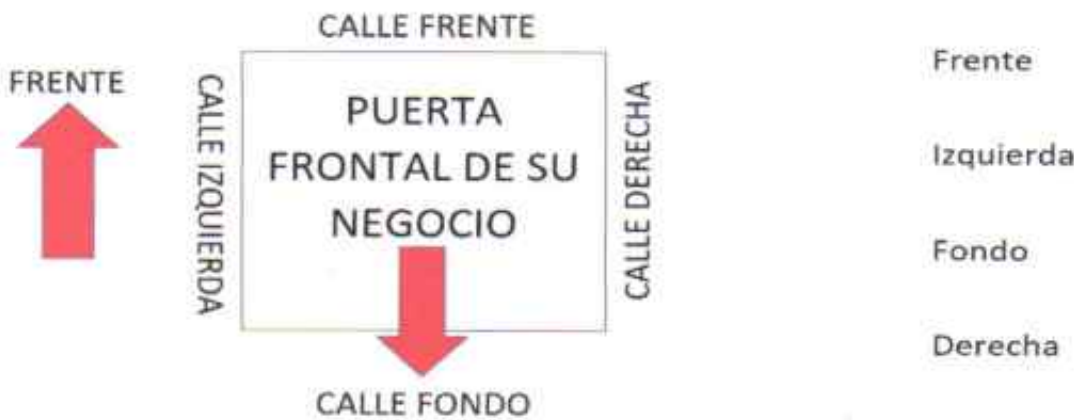 CALLE FRENTE
FRENTE
CALLE IZQUIERDA
PUERTA
FRONTAL DE SU
NEGOCIO
CALLE DERECHA
CALLE FONDO
Frente
Izquierda
Fondo
Derecha